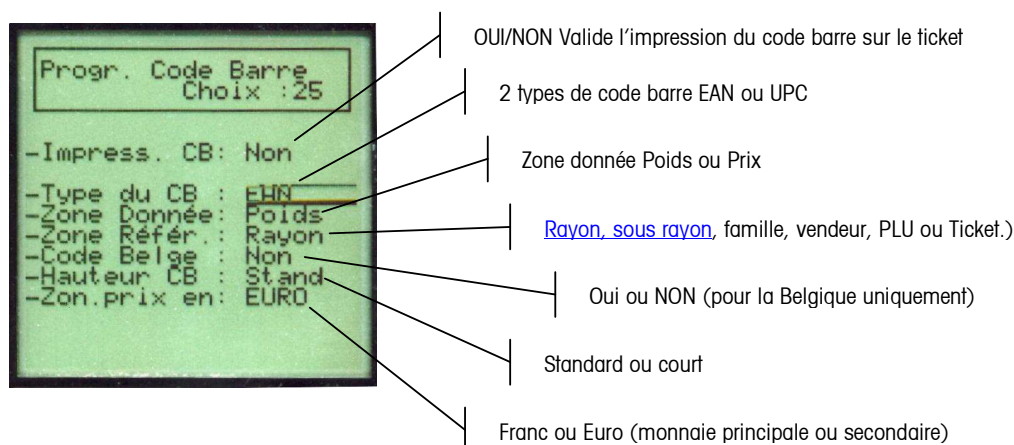 Progr. Code Barre
Choix :25
-Impress. CB: Non
-Type du CB : EAN
-Zone Donnée: Poids
-Zone Référ.: Rayon
-Code Belge : Non
-Hauteur CB : Stand
-Zon.prix en: EURO
OUI/NON Valide l’impression du code barre sur le ticket
2 types de code barre EAN ou UPC
Zone donnée Poids ou Prix
Rayon, sous rayon, famille, vendeur, PLU ou Ticket.)
Oui ou NON (pour la Belgique uniquement)
Standard ou court
Franc ou Euro (monnaie principale ou secondaire)